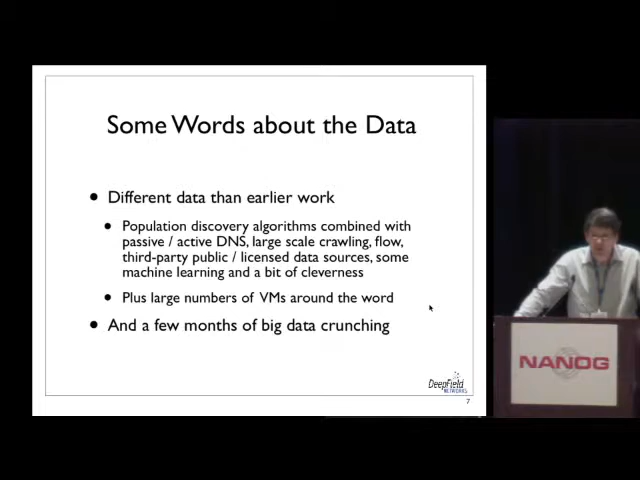 Some Words about the Data
• Different data than earlier work
• Population discovery algorithms combined with
passive / active DNS, large scale crawling, flow,
third-party public / licensed data sources, some
machine learning and a bit of cleverness
• Plus large numbers of VMs around the word
• And a few months of big data crunching
DeepField
NETWORKS
7
NANOG